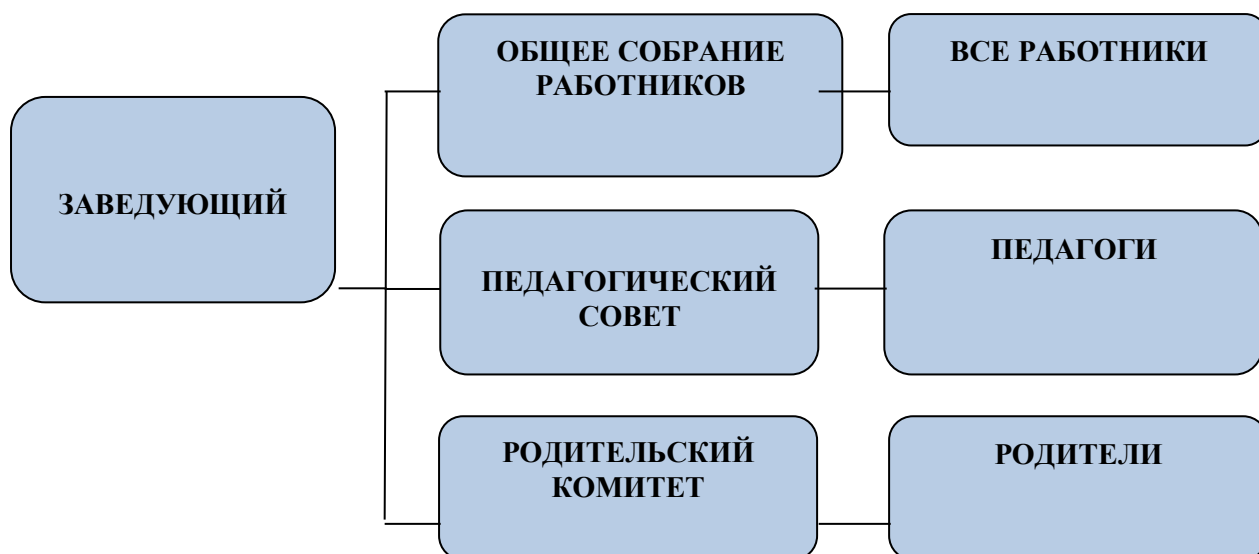 ЗАВЕДУЮЩИЙ
ОБЩЕЕ СОБРАНИЕ
РАБОТНИКОВ
ВСЕ РАБОТНИКИ
ПЕДАГОГИЧЕСКИЙ
СОВЕТ
ПЕДАГОГИ
РОДИТЕЛЬСКИЙ
КОМИТЕТ
РОДИТЕЛИ